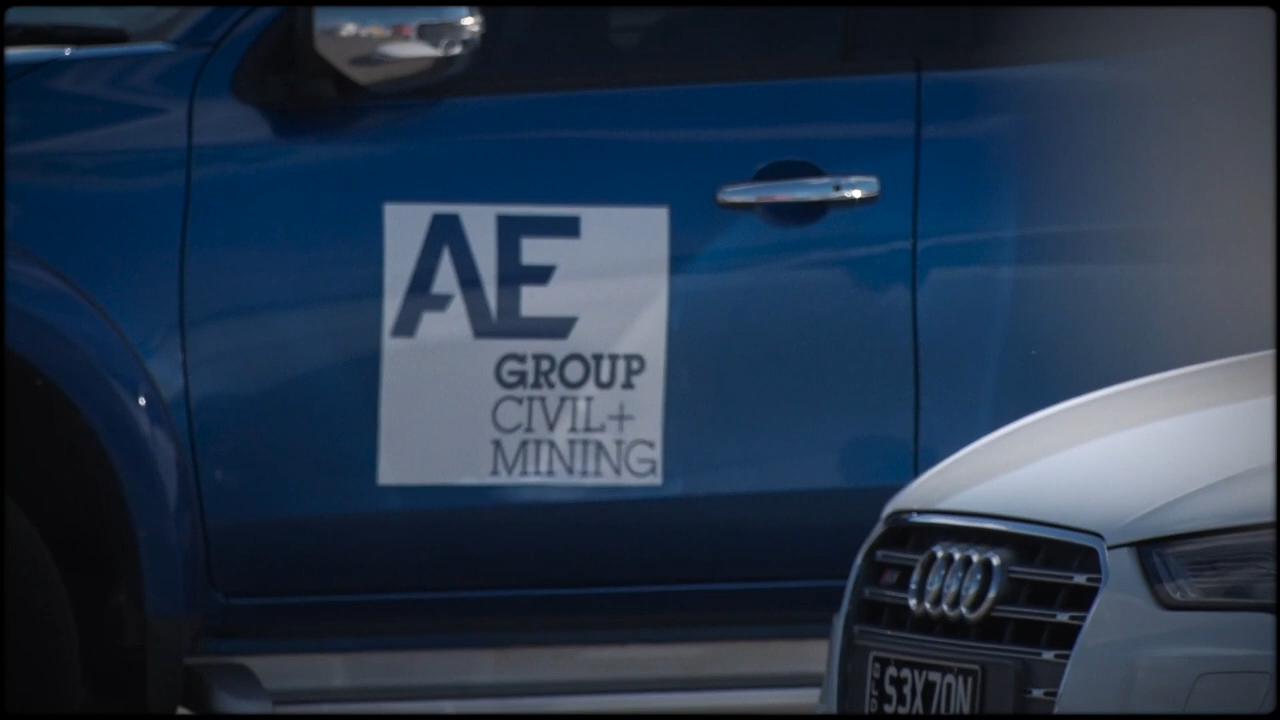 AE
GROUP
CIVIL+
MINING
S3X70N